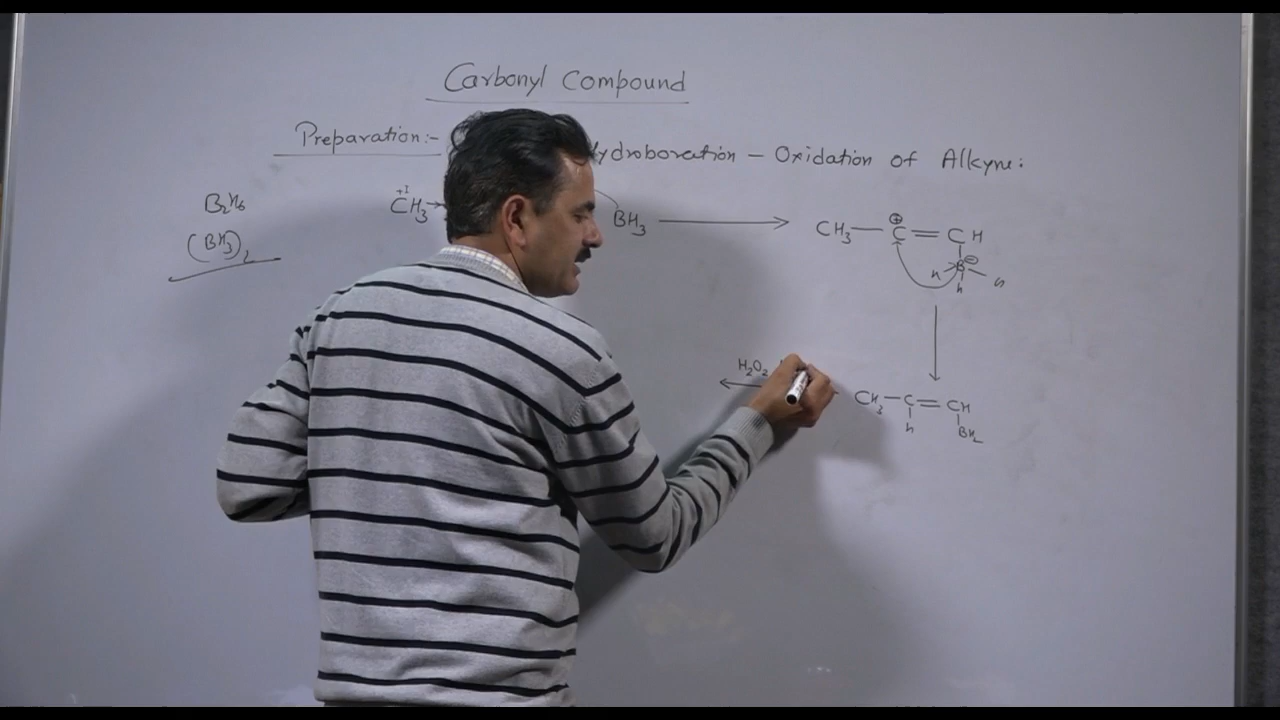 Carbonyl Compound
Preparation:- Hydroboration – Oxidation of Alkyne:
B2H6
(BH3)2
+I
CH3→
BH3 →
CH3 — C = CH
⊕
B ⊖
H
H
H2O2
CH3 – C = CH
H
BH2